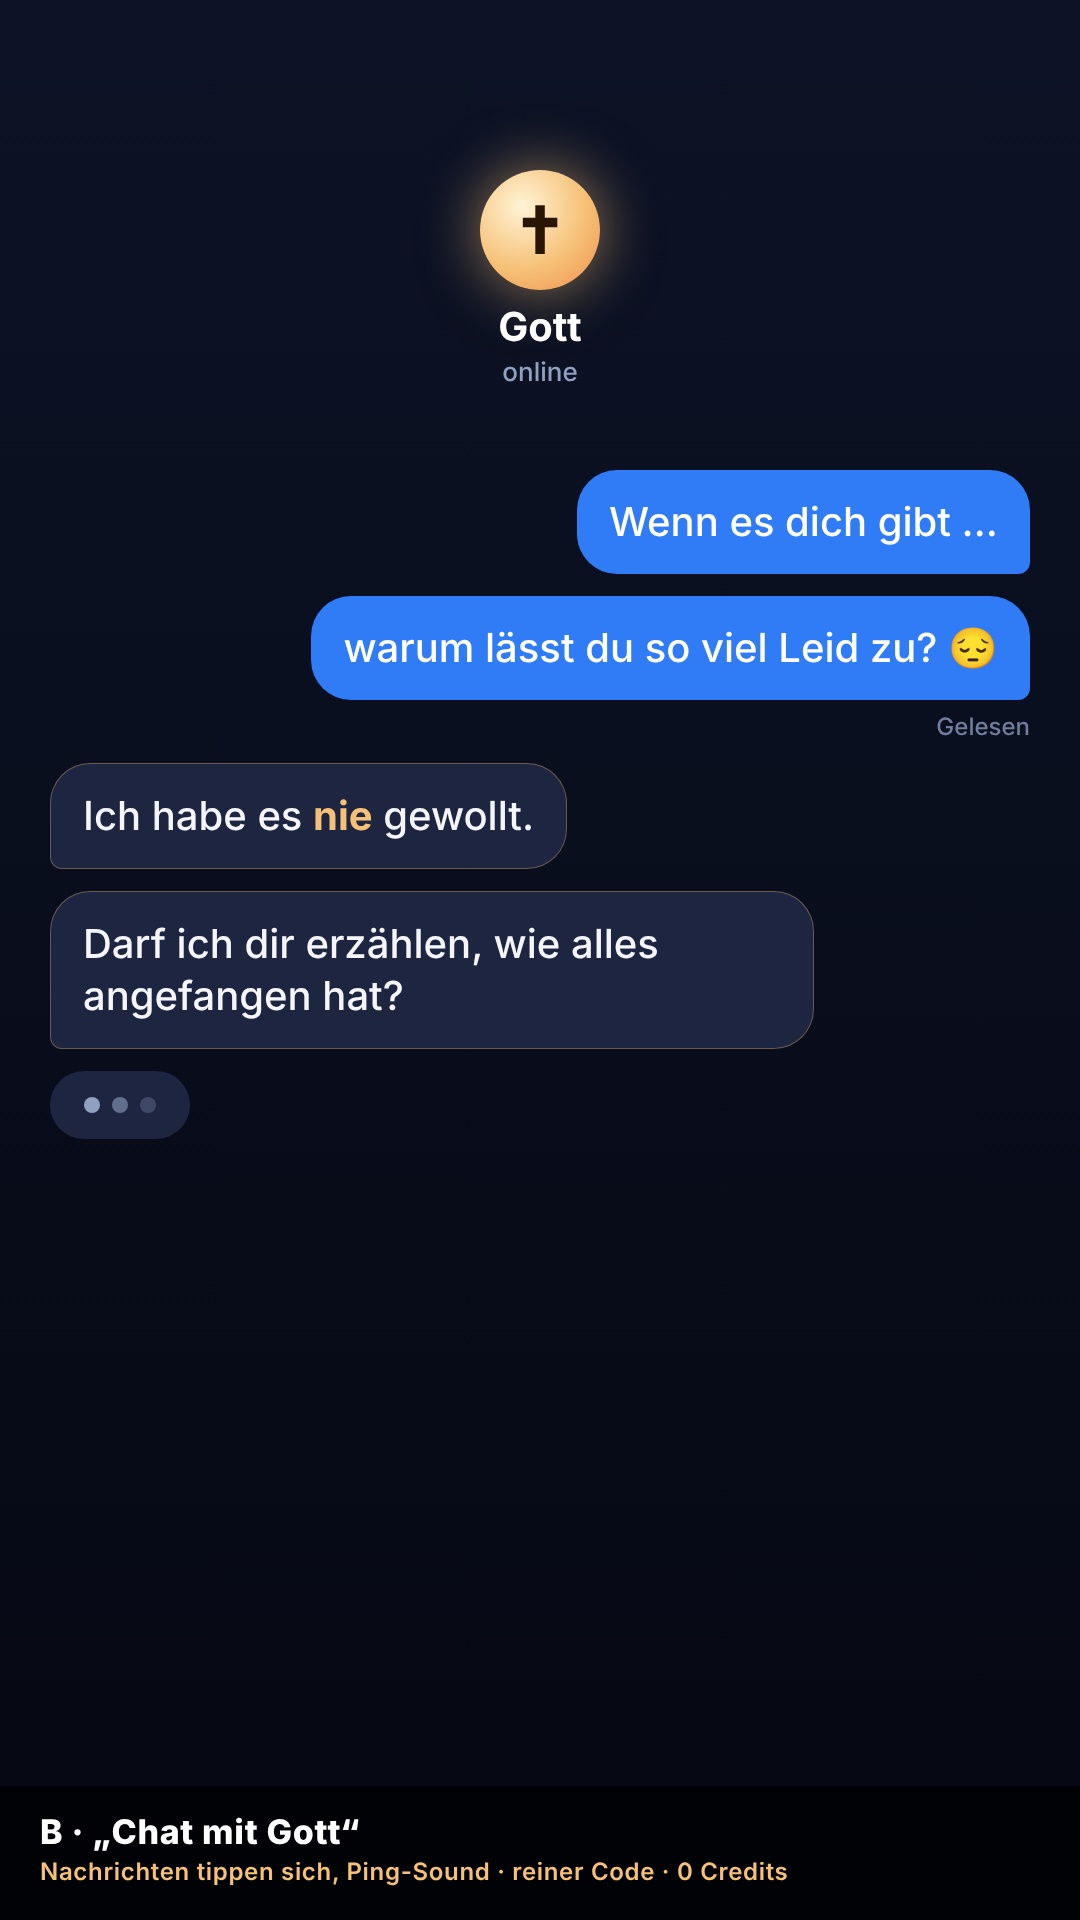 Gott
online
Wenn es dich gibt ...
warum lässt du so viel Leid zu? 😔
Gelesen
Ich habe es nie gewollt.
Darf ich dir erzählen, wie alles
angefangen hat?
B · „Chat mit Gott“
Nachrichten tippen sich, Ping-Sound · reiner Code · 0 Credits